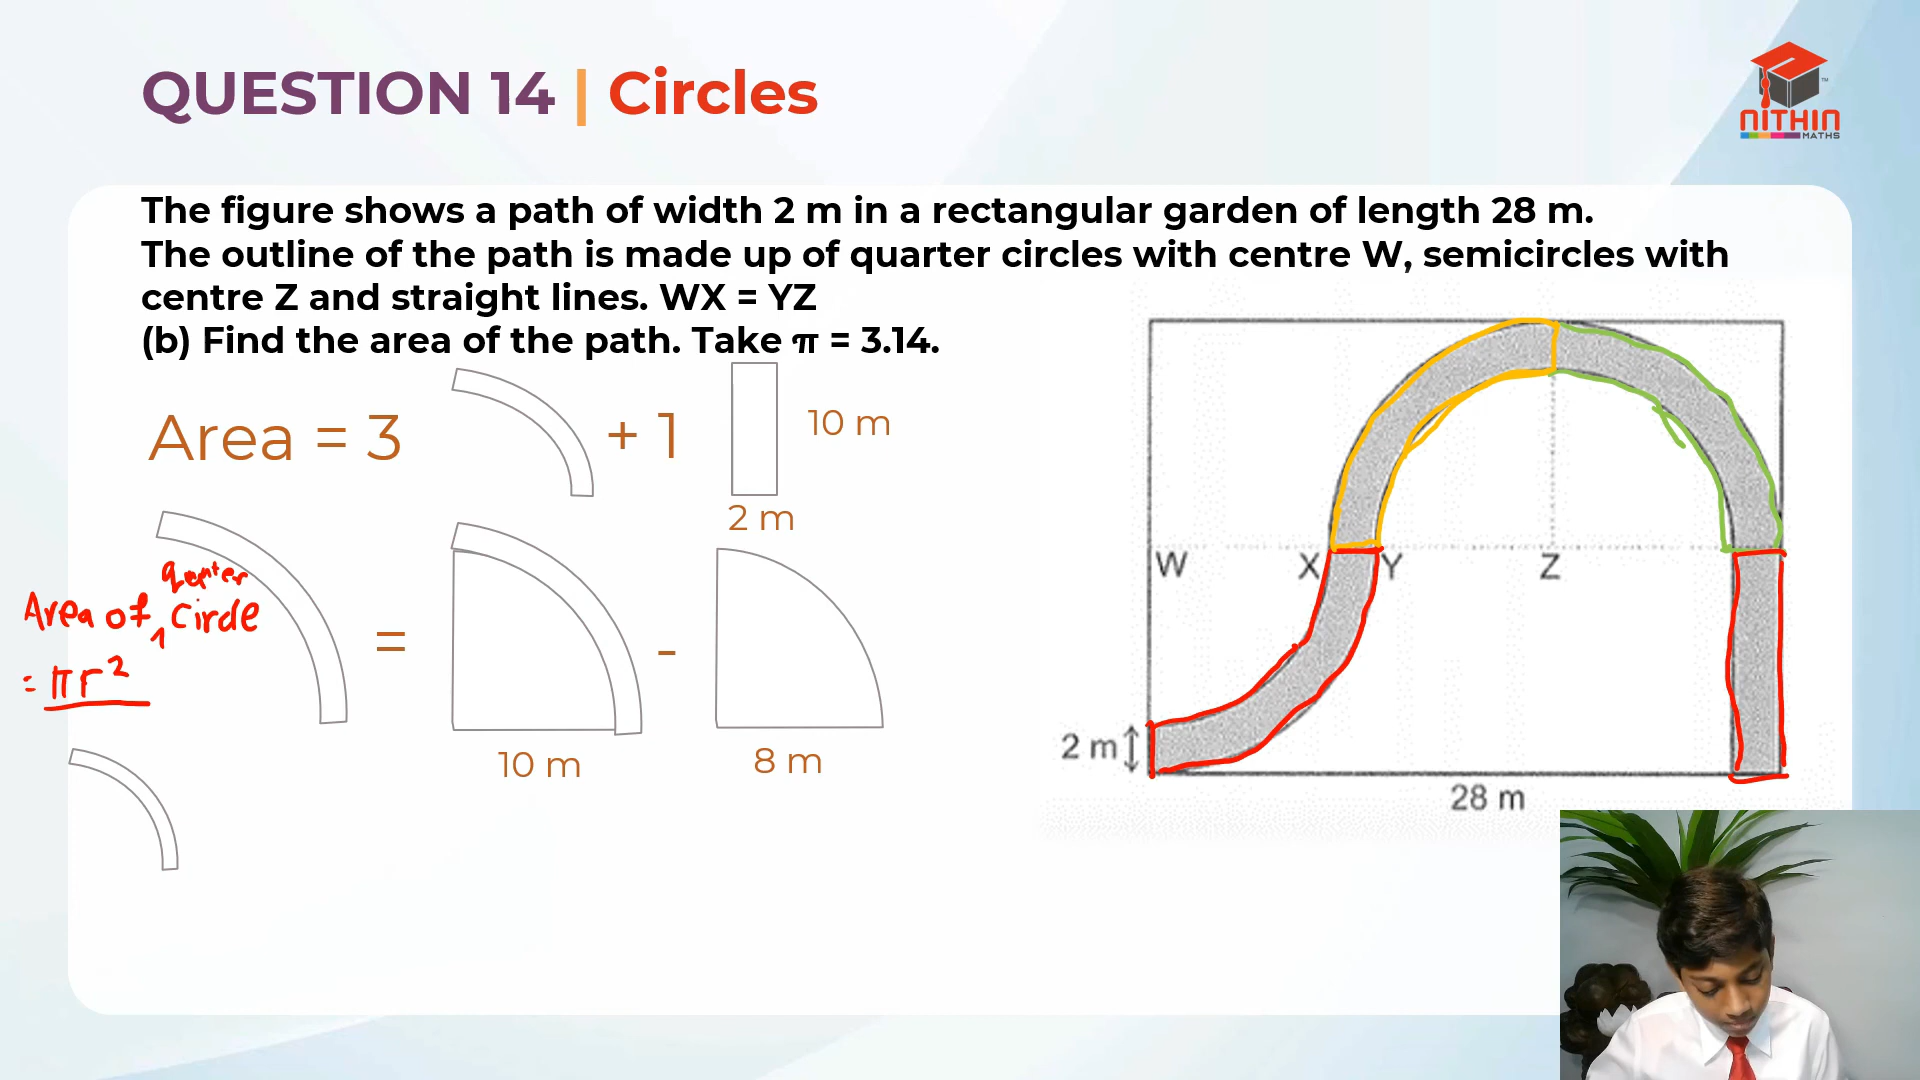 QUESTION 14 | Circles
NITHIN
MATHS
TM
The figure shows a path of width 2 m in a rectangular garden of length 28 m.
The outline of the path is made up of quarter circles with centre W, semicircles with
centre Z and straight lines. WX = YZ
(b) Find the area of the path. Take π = 3.14.
Area = 3 + 1
10 m
2 m
quarter
Area of, Circle
= πr²
= -
10 m
8 m
W X Y Z
2 m
28 m